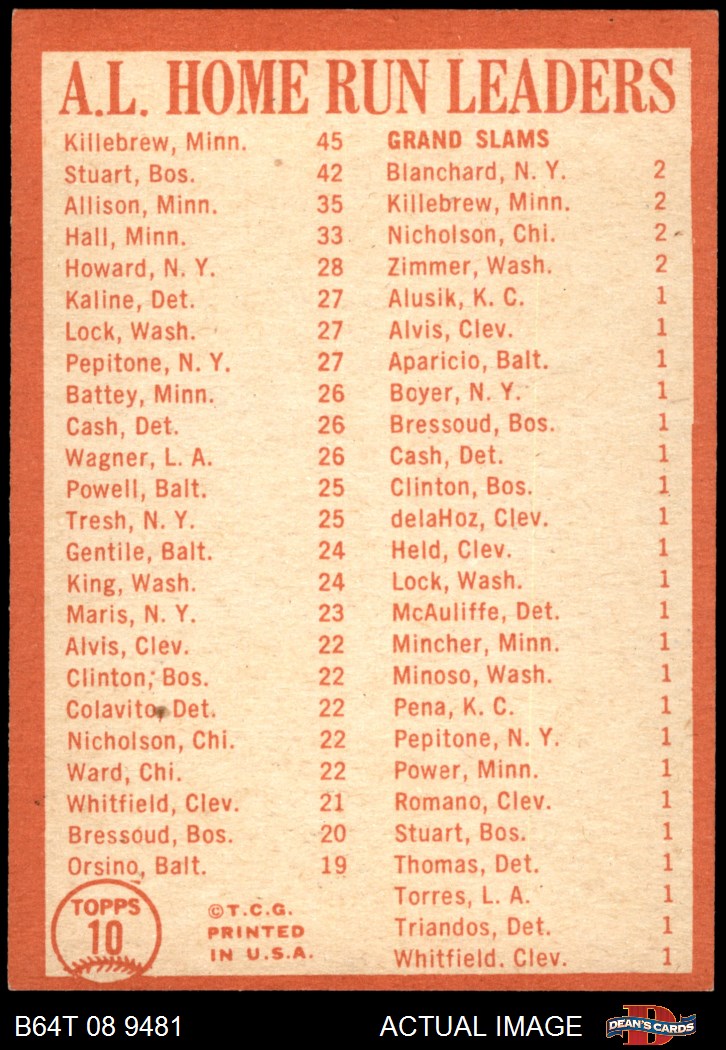 A.L. HOME RUN LEADERS
Killebrew, Minn. 45
Stuart, Bos. 42
Allison, Minn. 35
Hall, Minn. 33
Howard, N. Y. 28
Kaline, Det. 27
Lock, Wash. 27
Pepitone, N. Y. 27
Battey, Minn. 26
Cash, Det. 26
Wagner, L. A. 26
Powell, Balt. 25
Tresh, N. Y. 25
Gentile, Balt. 24
King, Wash. 24
Maris, N. Y. 23
Alvis, Clev. 22
Clinton, Bos. 22
Colavito, Det. 22
Nicholson, Chi. 22
Ward, Chi. 22
Whitfield, Clev. 21
Bressoud, Bos. 20
Orsino, Balt. 19
GRAND SLAMS
Blanchard, N. Y. 2
Killebrew, Minn. 2
Nicholson, Chi. 2
Zimmer, Wash. 2
Alusik, K. C. 1
Alvis, Clev. 1
Aparicio, Balt. 1
Boyer, N. Y. 1
Bressoud, Bos. 1
Cash, Det. 1
Clinton, Bos. 1
delaHoz, Clev. 1
Held, Clev. 1
Lock, Wash. 1
McAuliffe, Det. 1
Mincher, Minn. 1
Minoso, Wash. 1
Pena, K. C. 1
Pepitone, N. Y. 1
Power, Minn. 1
Romano, Clev. 1
Stuart, Bos. 1
Thomas, Det. 1
Torres, L. A. 1
Triandos, Det. 1
Whitfield. Clev. 1
TOPPS
10
©T.C.G.
PRINTED
IN U.S.A.
B64T 08 9481 ACTUAL IMAGE
D
DEAN'S CARDS